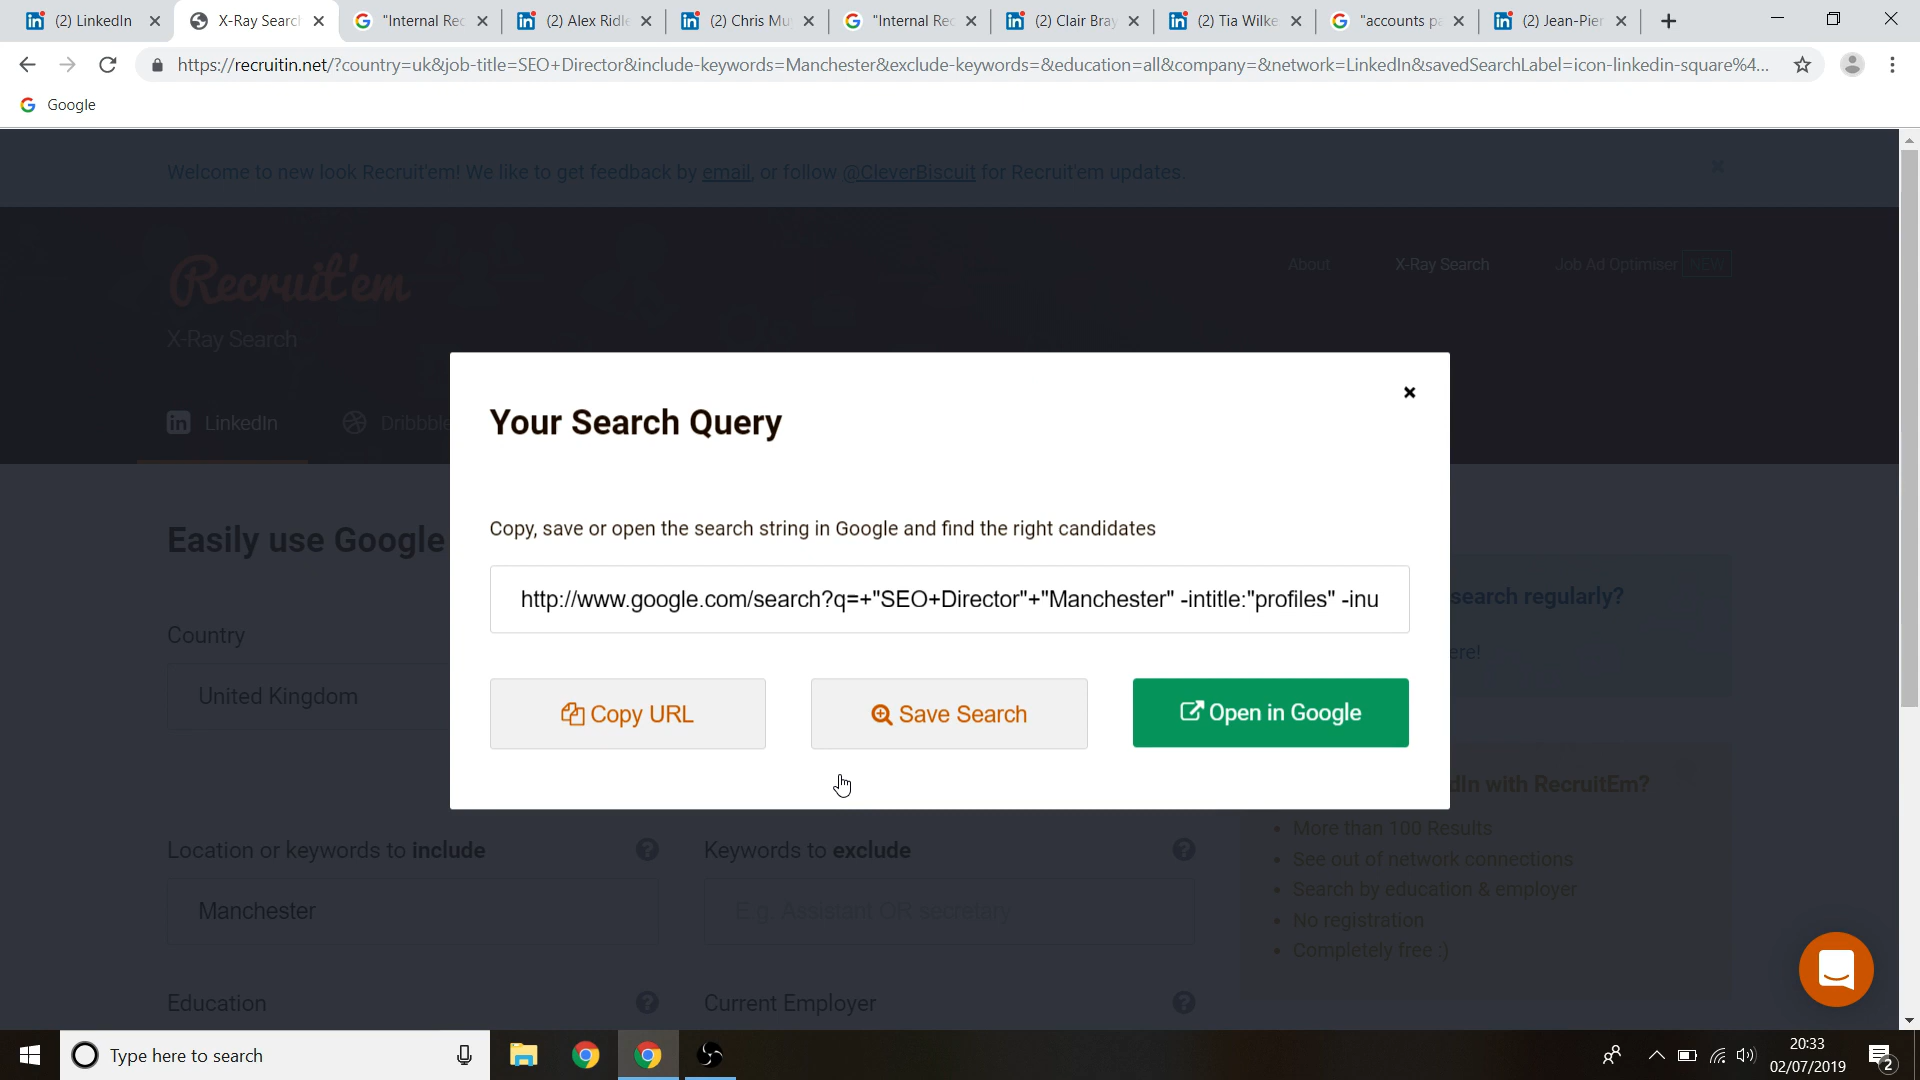 (2) LinkedIn
X-Ray Searc
"Internal Rec
(2) Alex Ridl
(2) Chris Mu
"Internal Rec
(2) Clair Bray
(2) Tia Wilke
"accounts pa
(2) Jean-Pier
https://recruitin.net/?country=uk&job-title=SEO+Director&include-keywords=Manchester&exclude-keywords=&education=all&company=&network=LinkedIn&savedSearchLabel=icon-linkedin-square%4...
Google
Welcome to new look Recruit'em! We like to get feedback by email, or follow @CleverBiscuit for Recruit'em updates.
Recruit'em
About
X-Ray Search
Job Ad Optimiser NEW
X-Ray Search
LinkedIn
Dribbble
Your Search Query
Copy, save or open the search string in Google and find the right candidates
http://www.google.com/search?q=+"SEO+Director"+"Manchester" -intitle:"profiles" -inu
Copy URL
Save Search
Open in Google
Easily use Google
search regularly?
ere!
Country
United Kingdom
dIn with RecruitEm?
More than 100 Results
See out of network connections
Search by education & employer
No registration
Completely free :)
Location or keywords to include
Keywords to exclude
Manchester
E.g. Assistant OR secretary
Education
Current Employer
Type here to search
20:33
02/07/2019
2